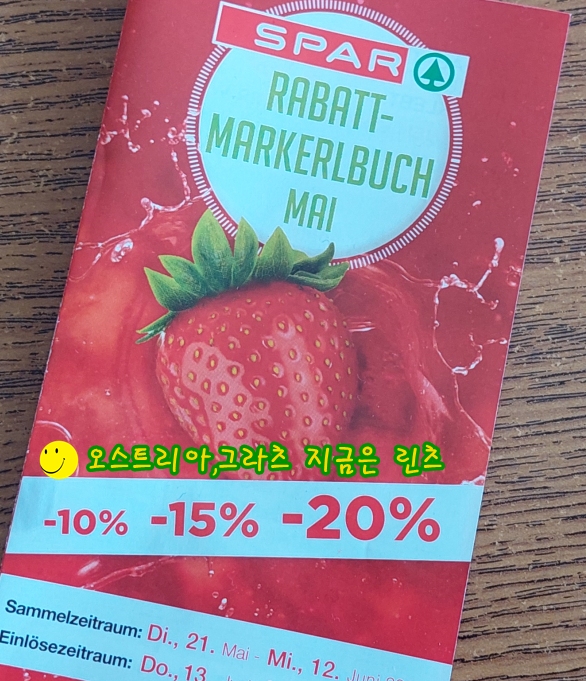 SPAR
RABATT-
MARKERLBUCH
MAI
오스트리아,그라츠 지금은 린츠
-10% -15% -20%
Sammelzeitraum: Di., 21. Mai - Mi., 12. Juni
Einlösezeitraum: Do., 13.